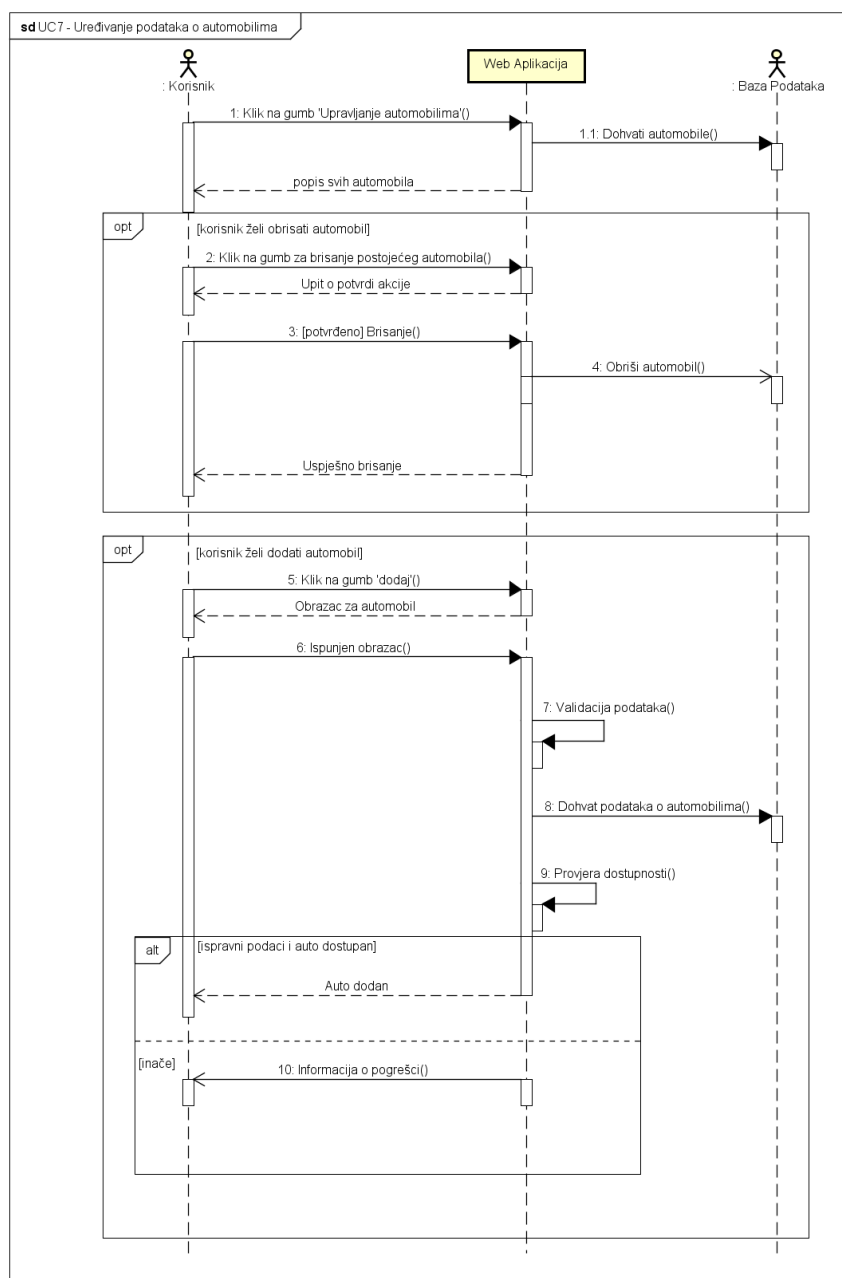 sd UC7 - Uređivanje podataka o automobilima
: Korisnik
Web Aplikacija
: Baza Podataka
1: Klik na gumb 'Upravljanje automobilima'()
1.1: Dohvati automobile()
popis svih automobila
opt
[korisnik želi obrisati automobil]
2: Klik na gumb za brisanje postojećeg automobila()
Upit o potvrdi akcije
3: [potvrđeno] Brisanje()
4: Obriši automobil()
Uspješno brisanje
opt
[korisnik želi dodati automobil]
5: Klik na gumb 'dodaj'()
Obrazac za automobil
6: Ispunjen obrazac()
7: Validacija podataka()
8: Dohvat podataka o automobilima()
9: Provjera dostupnosti()
alt
[ispravni podaci i auto dostupan]
Auto dodan
[inače]
10: Informacija o pogrešci()